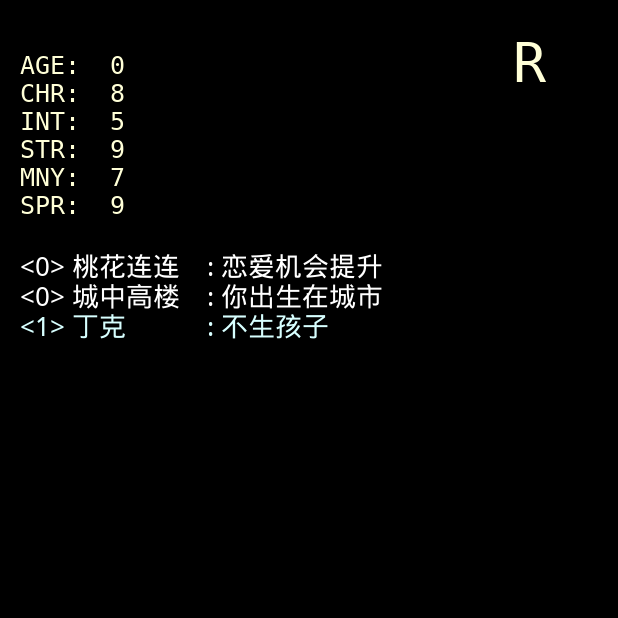 R
AGE: 0
CHR: 8
INT: 5
STR: 9
MNY: 7
SPR: 9
<0> 桃花连连 : 恋爱机会提升
<0> 城中高楼 : 你出生在城市
<1> 丁克 : 不生孩子